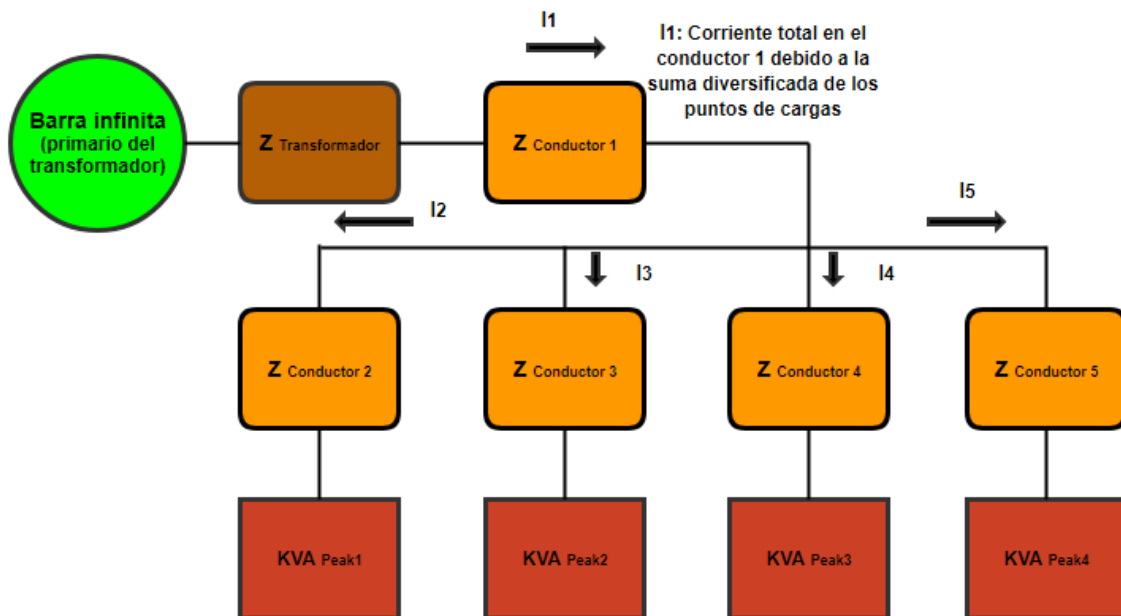 I1
I1: Corriente total en el
conductor 1 debido a la
suma diversificada de los
puntos de cargas
Barra infinita
(primario del
transformador)
Z Transformador
Z Conductor 1
I2
I5
I3
I4
Z Conductor 2
Z Conductor 3
Z Conductor 4
Z Conductor 5
KVA Peak1
KVA Peak2
KVA Peak3
KVA Peak4